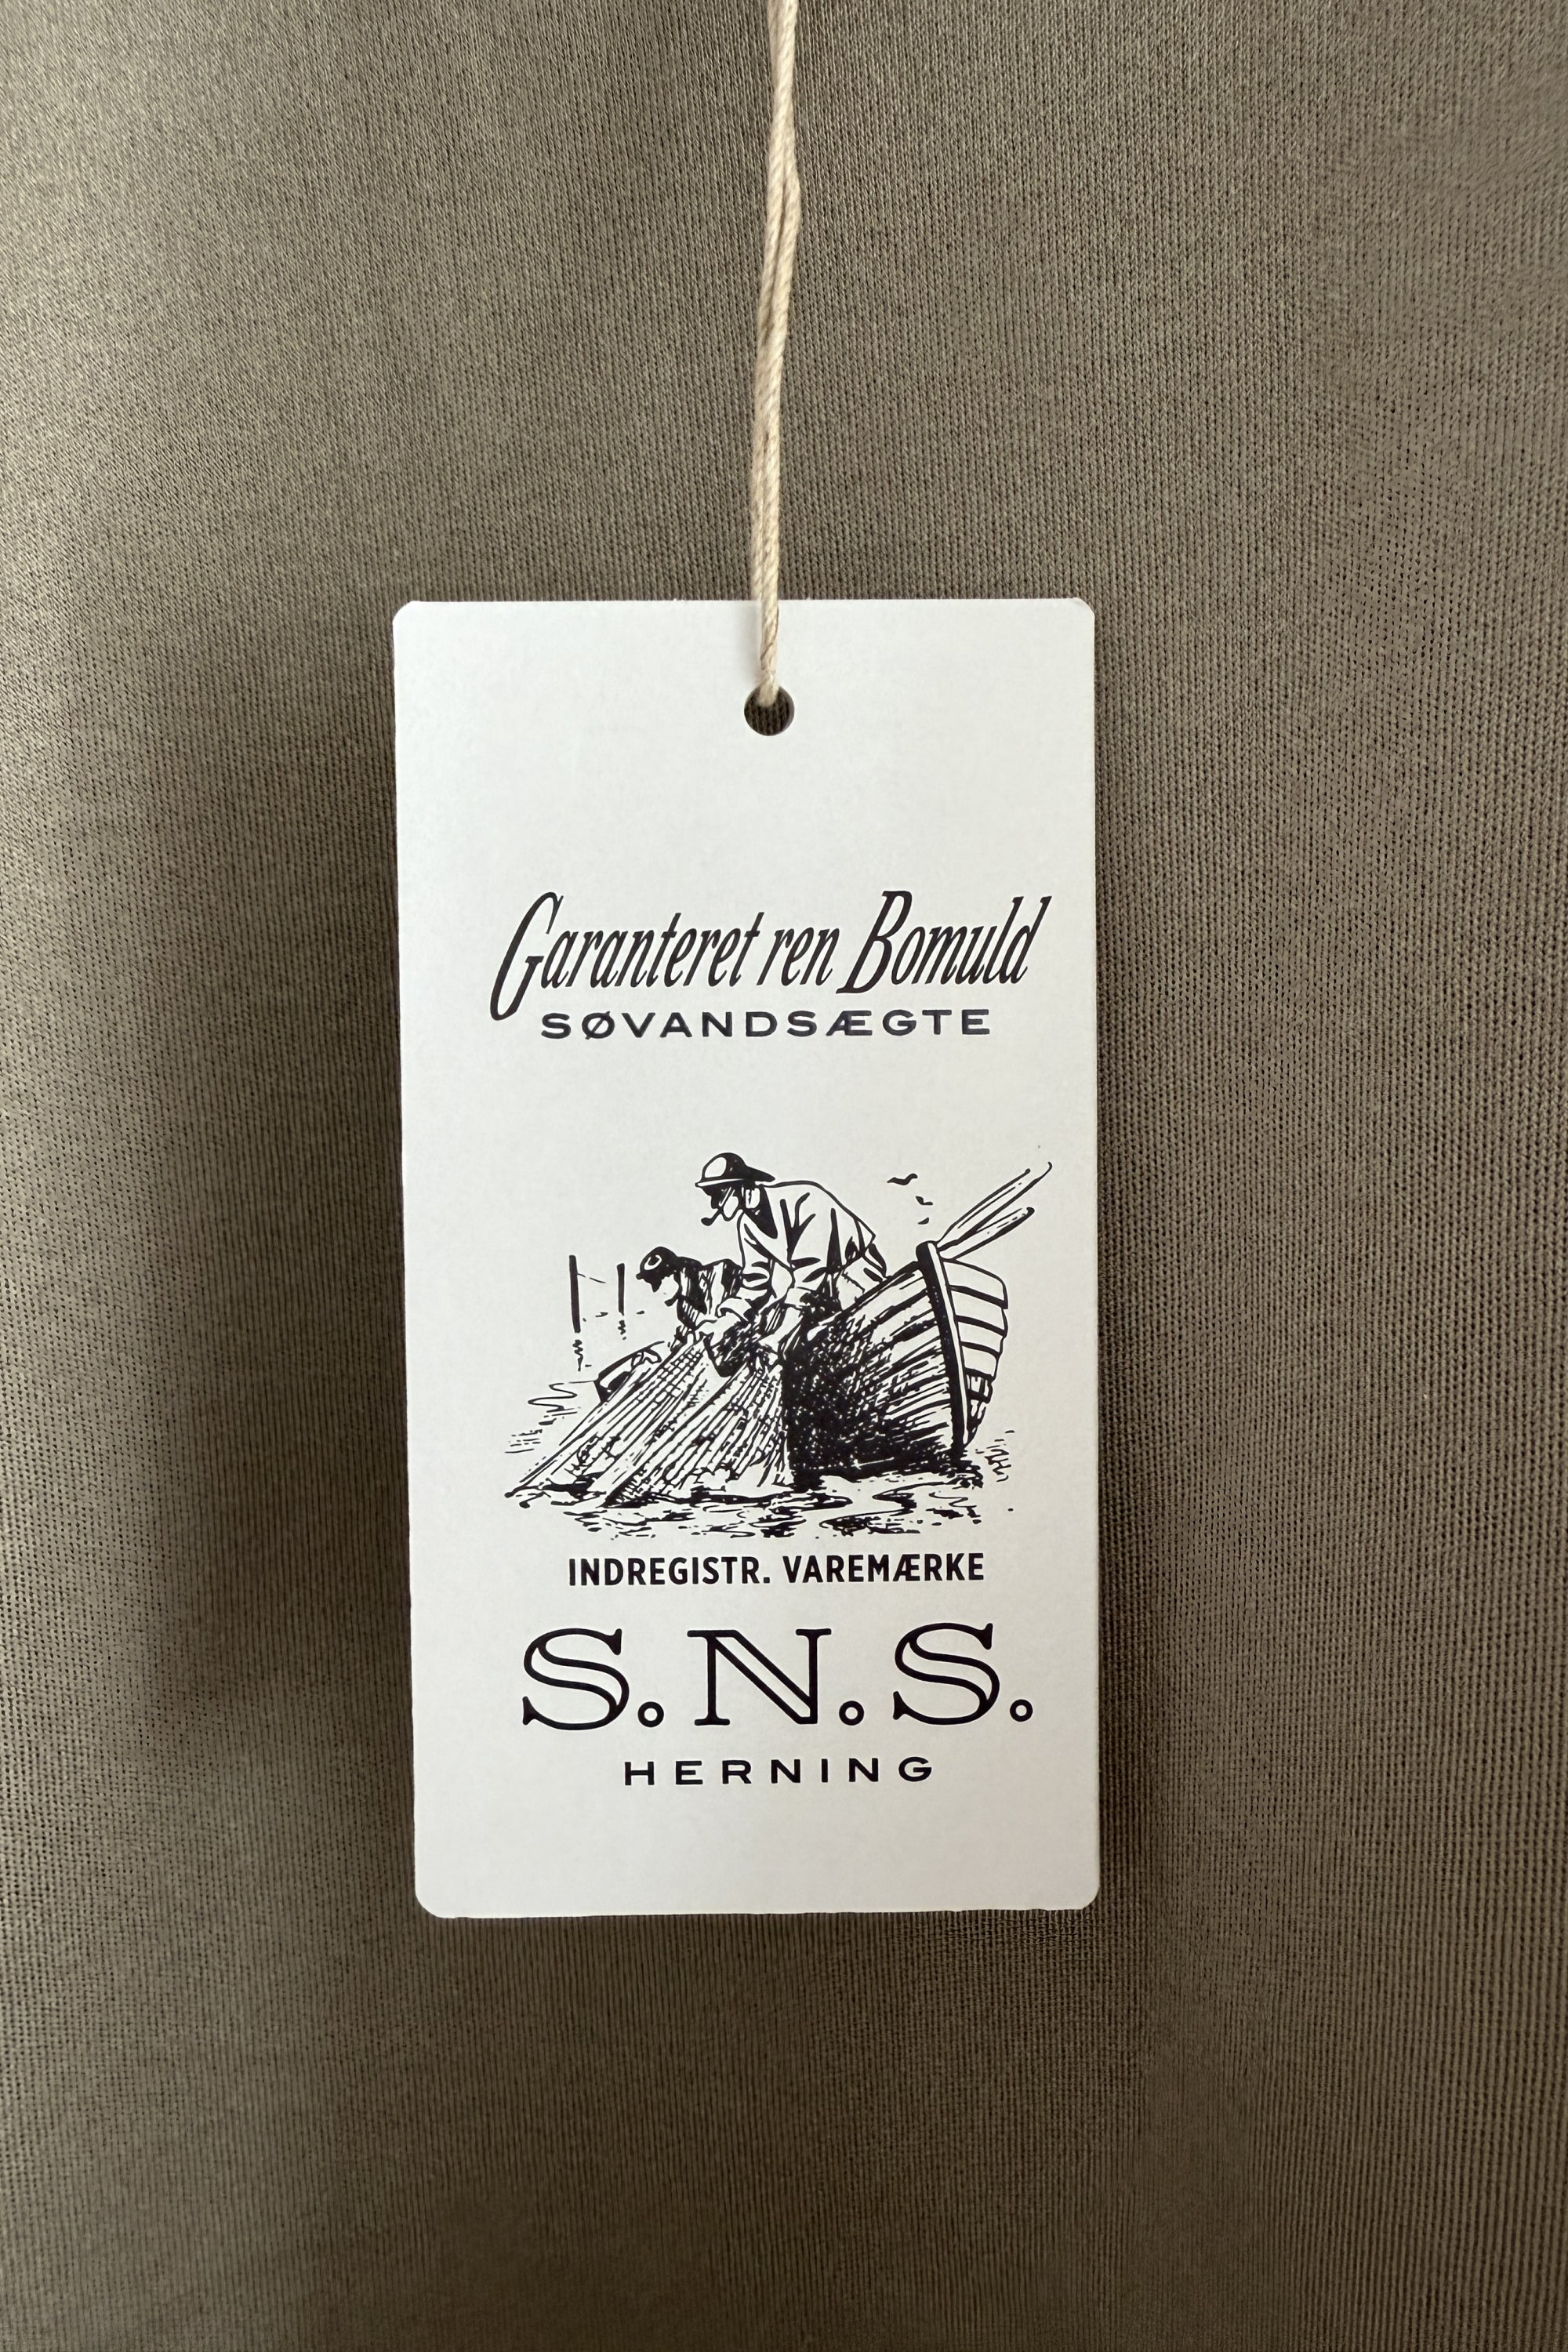 Garanteret ren Bomuld
SØVANDSÆGTE
INDREGISTR. VAREMÆRKE
S.N.S.
HERNING